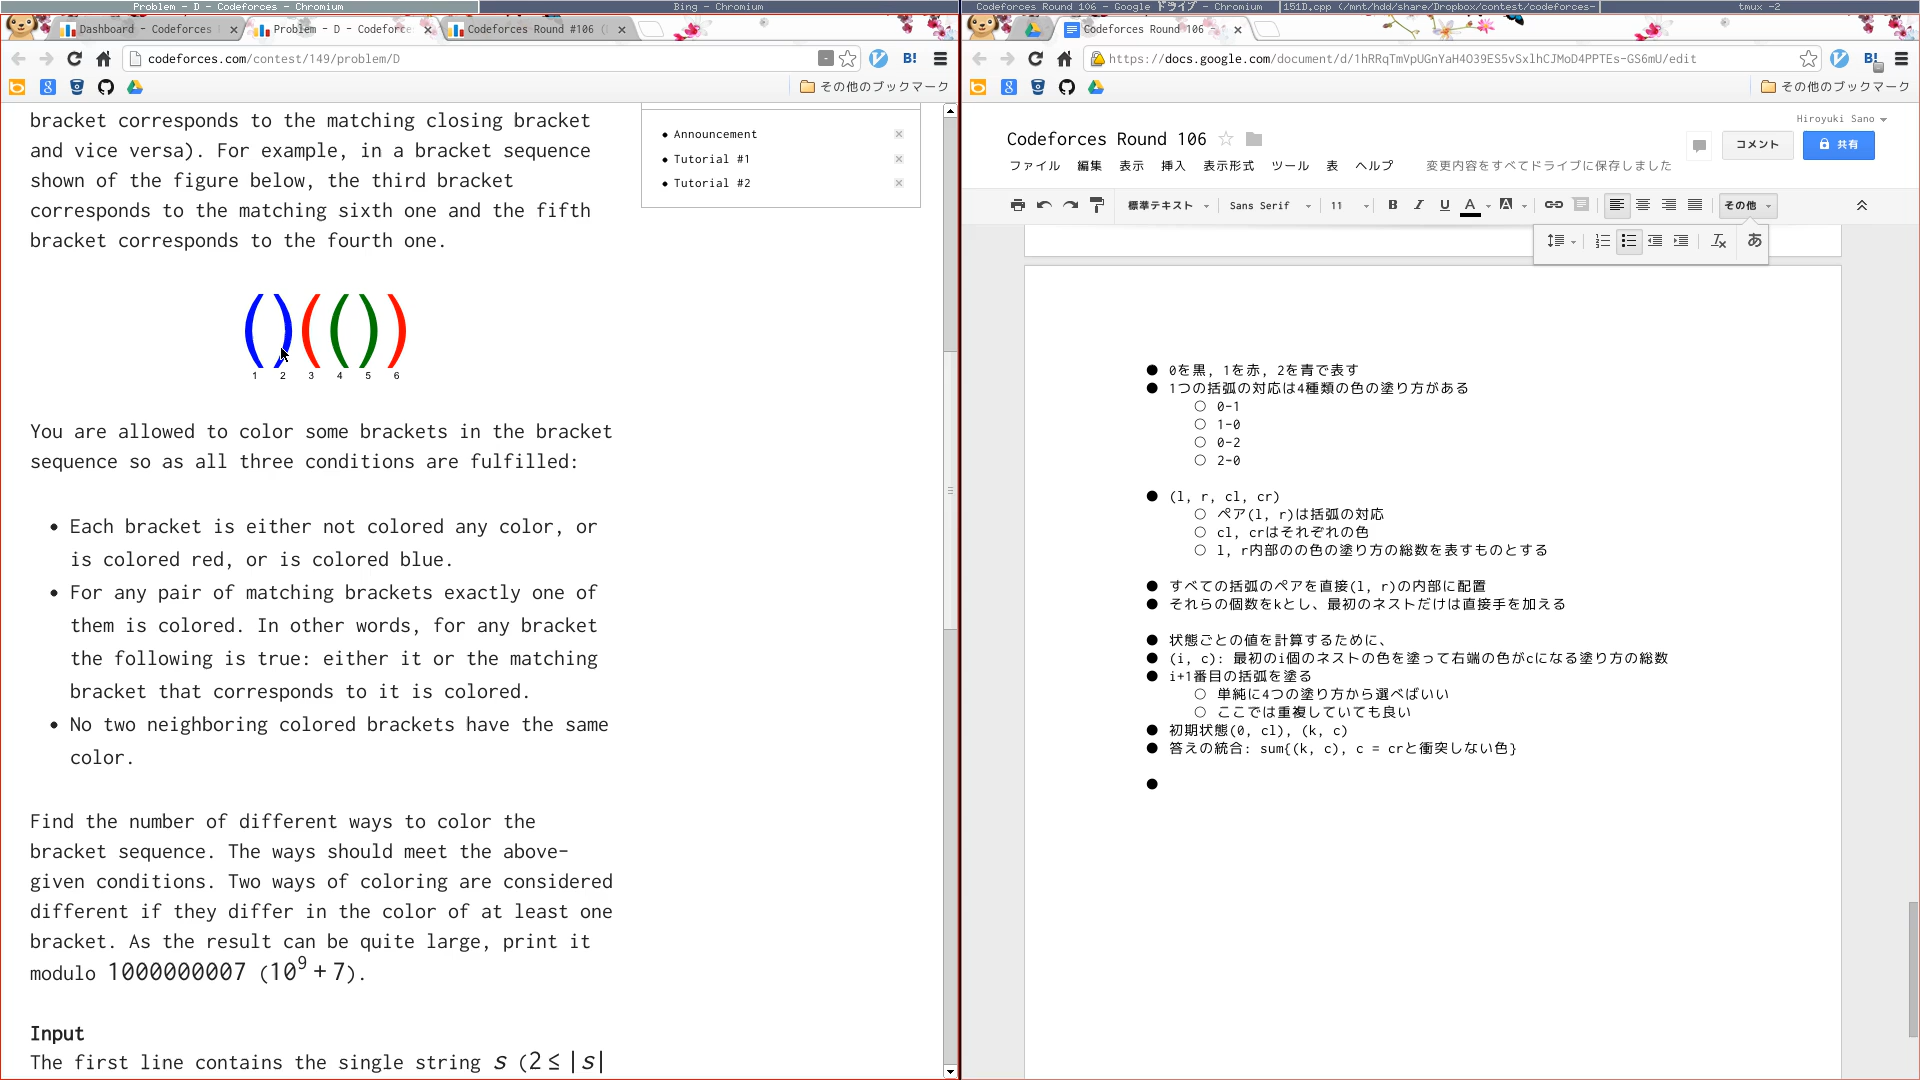 Problem - D - Codeforces - Chromium
Bing - Chromium
Codeforces Round 106 - Google ドライブ - Chromium
151D.cpp (/mnt/hdd/share/Dropbox/contest/codeforces-
tmux -2
Dashboard - Codeforces
Problem - D - Codeforce
Codeforces Round #106 (
Codeforces Round 106 -
codeforces.com/contest/149/problem/D
B!
https://docs.google.com/document/d/1hRRqTmVpUGnYaH4O39ES5vSxlhCJMoD4PPTEs-GS6mU/edit
B!
その他のブックマーク
その他のブックマーク
bracket corresponds to the matching closing bracket
and vice versa). For example, in a bracket sequence
shown of the figure below, the third bracket
corresponds to the matching sixth one and the fifth
bracket corresponds to the fourth one.
Announcement
Tutorial #1
Tutorial #2
()(())
1 2 3 4 5 6
You are allowed to color some brackets in the bracket
sequence so as all three conditions are fulfilled:
• Each bracket is either not colored any color, or
is colored red, or is colored blue.
• For any pair of matching brackets exactly one of
them is colored. In other words, for any bracket
the following is true: either it or the matching
bracket that corresponds to it is colored.
• No two neighboring colored brackets have the same
color.
Find the number of different ways to color the
bracket sequence. The ways should meet the above-
given conditions. Two ways of coloring are considered
different if they differ in the color of at least one
bracket. As the result can be quite large, print it
modulo 1000000007 (10^9 + 7).
Input
The first line contains the single string s (2 ≤ |s|
Hiroyuki Sano
Codeforces Round 106
コメント
共有
ファイル 編集 表示 挿入 表示形式 ツール 表 ヘルプ 変更内容をすべてドライブに保存しました
標準テキスト Sans Serif 11 B I U A A その他
あ
● 0を黒, 1を赤, 2を青で表す
● 1つの括弧の対応は4種類の色の塗り方がある
○ 0-1
○ 1-0
○ 0-2
○ 2-0
● (l, r, cl, cr)
○ ペア(l, r)は括弧の対応
○ cl, crはそれぞれの色
○ l, r内部のの色の塗り方の総数を表すものとする
● すべての括弧のペアを直接(l, r)の内部に配置
● それらの個数をkとし、最初のネストだけは直接手を加える
● 状態ごとの値を計算するために、
● (i, c): 最初のi個のネストの色を塗って右端の色がcになる塗り方の総数
● i+1番目の括弧を塗る
○ 単純に4つの塗り方から選べばいい
○ ここでは重複していても良い
● 初期状態(0, cl), (k, c)
● 答えの統合: sum{(k, c), c = crと衝突しない色}
●